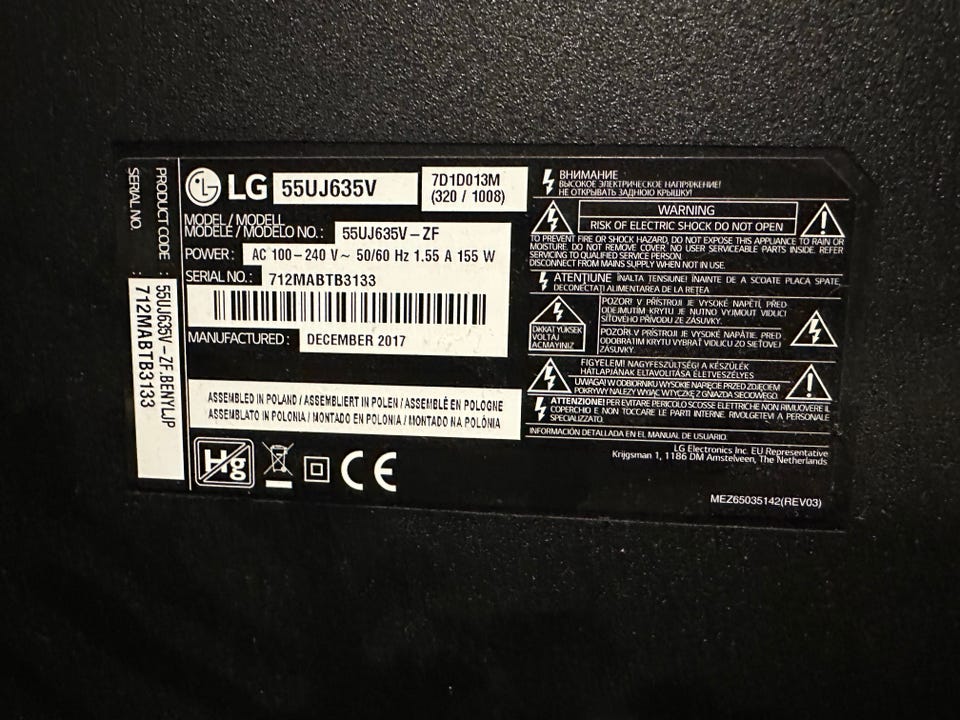 PRODUCT CODE : 55UJ635V-ZF.BENYLJP
SERIAL NO. : 712MABTB3133
LG 55UJ635V
7D1D013M
(320 / 1008)
MODEL / MODELL
MODELE / MODELO NO.: 55UJ635V-ZF
POWER: AC 100-240 V~ 50/60 Hz 1.55 A 155 W
SERIAL NO.: 712MABTB3133
MANUFACTURED: DECEMBER 2017
ASSEMBLED IN POLAND / ASSEMBLIERT IN POLEN / ASSEMBLÉ EN POLOGNE
ASSEMBLATO IN POLONIA / MONTADO EN POLONIA / MONTADO NA POLÓNIA
Hg
CE
ВНИМАНИЕ
ВЫСОКОЕ ЭЛЕКТРИЧЕСКОЕ НАПРЯЖЕНИЕ!
НЕ ОТКРЫВАТЬ ЗАДНЮЮ КРЫШКУ!
WARNING
RISK OF ELECTRIC SHOCK DO NOT OPEN
TO PREVENT FIRE OR SHOCK HAZARD, DO NOT EXPOSE THIS APPLIANCE TO RAIN OR
MOISTURE. DO NOT REMOVE COVER. NO USER SERVICEABLE PARTS INSIDE. REFER
SERVICING TO QUALIFIED SERVICE PERSON.
DISCONNECT FROM MAINS SUPPLY WHEN NOT IN USE.
ATENȚIUNE ÎNALTA TENSIUNE! ÎNAINTE DE A SCOATE PLACA SPATE,
DECONECTAȚI ALIMENTAREA DE LA REȚEA
DIKKAT YUKSEK
VOLTAJ
ACMAYINIZ
POZOR! V PŘÍSTROJI JE VYSOKÉ NAPĚTÍ, PŘED
ODEJMUTÍM KRYTU JE NUTNO VYJMOUT VIDLICI
SÍŤOVÉHO PŘÍVODU ZE ZÁSUVKY.
POZOR! V PRÍSTROJI JE VYSOKÉ NAPÄTIE. PRED
ODOBRATIM KRYTU VYBRAŤ VIDLICU ZO SIEŤOVEJ
ZÁSUVKY.
FIGYELEM! NAGYFESZÜLTSÉG! A KÉSZÜLÉK
HÁTLAPJÁNAK ELTÁVOLÍTÁSA ÉLETVESZÉLYES
UWAGA! W ODBIORNIKU WYSOKIE NAPIĘCIE PRZED ZDJĘCIEM
POKRYWY NALEŻY WYJĄĆ WTYCZKĘ Z GNIAZDA SIECIOWEGO.
ATTENZIONE! PER EVITARE PERICOLO SCOSSE ELETTRICHE NON RIMUOVERE IL
COPERCHIO E NON TOCCARE LE PARTI INTERNE. RIVOLGETEVI A PERSONALE
SPECIALIZZATO.
INFORMACIÓN DETALLADA EN EL MANUAL DE USUARIO.
LG Electronics Inc. EU Representative
Krijgsman 1, 1186 DM Amstelveen, The Netherlands
MEZ65035142(REV03)